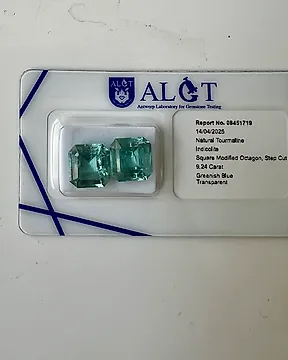 ALGT
ALGT
Antwerp Laboratory for Gemstone Testing
Report No. 08451719
14/04/2025
Natural Tourmaline
Indicolite
Square Modified Octagon, Step Cut
9.24 Carat
Greenish Blue
Transparent